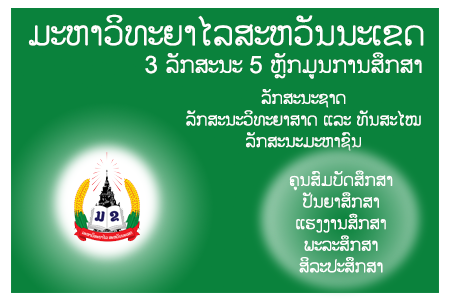 ມະຫາວິທະຍາໄລສະຫວັນນະເຂດ
3 ລັກສະນະ 5 ຫຼັກມູນການສຶກສາ
ລັກສະນະຊາດ
ລັກສະນະວິທະຍາສາດ ແລະ ທັນສະໄໝ
ລັກສະນະມະຫາຊົນ
ຄຸນສົມບັດສຶກສາ
ປັນຍາສຶກສາ
ແຮງງານສຶກສາ
ພະລະສຶກສາ
ສິລະປະສຶກສາ
ມ ຂ